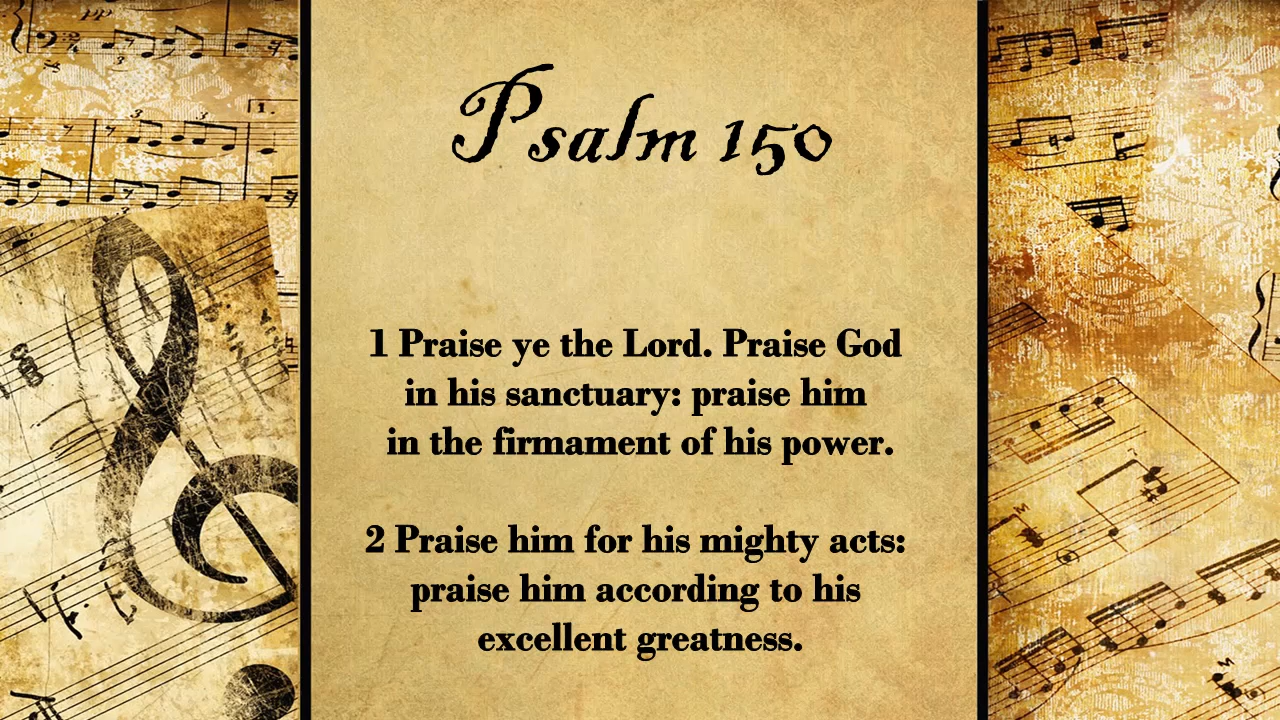 Psalm 150
1 Praise ye the Lord. Praise God
in his sanctuary: praise him
in the firmament of his power.
2 Praise him for his mighty acts:
praise him according to his
excellent greatness.